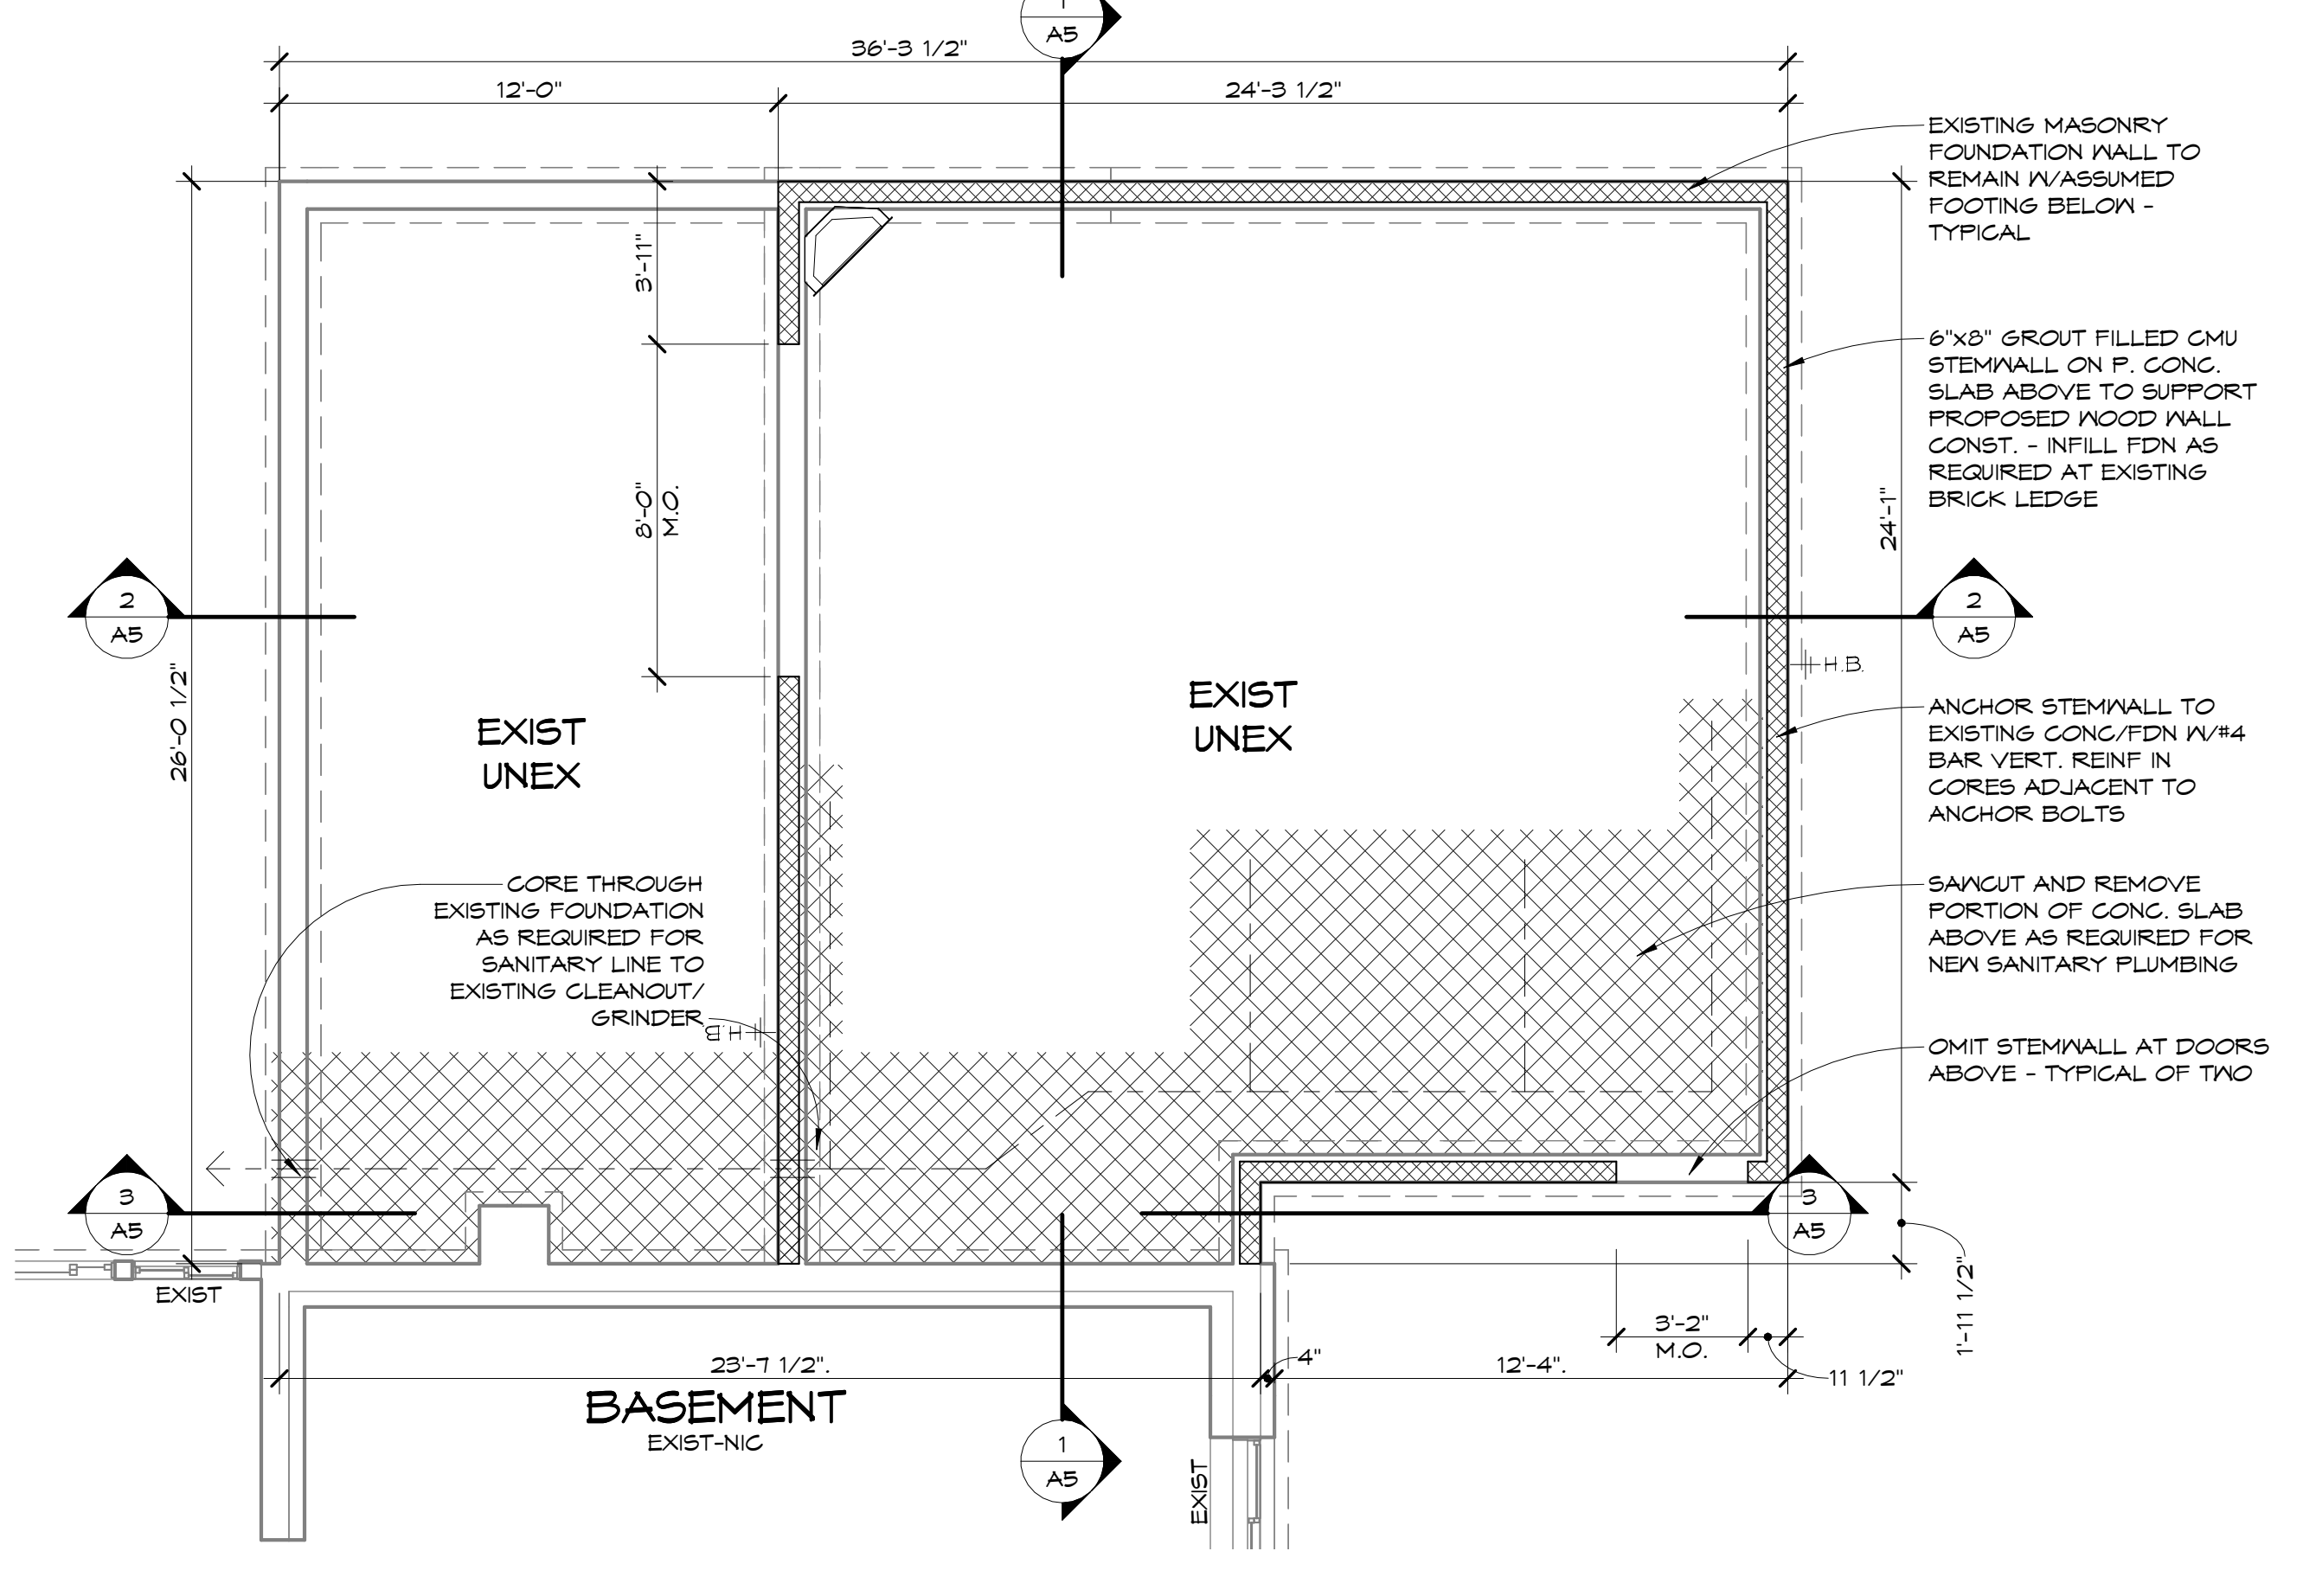 1
A5
36'-3 1/2"
12'-0"
24'-3 1/2"
EXISTING MASONRY
FOUNDATION WALL TO
REMAIN W/ASSUMED
FOOTING BELOW -
TYPICAL
3'-11"
6"x8" GROUT FILLED CMU
STEMWALL ON P. CONC.
SLAB ABOVE TO SUPPORT
PROPOSED WOOD WALL
CONST. - INFILL FDN AS
REQUIRED AT EXISTING
BRICK LEDGE
8'-0"
M.O.
24'-1"
2
A5
2
A5
H.B.
26'-0 1/2"
EXIST
UNEX
EXIST
UNEX
ANCHOR STEMWALL TO
EXISTING CONC/FDN W/#4
BAR VERT. REINF IN
CORES ADJACENT TO
ANCHOR BOLTS
CORE THROUGH
EXISTING FOUNDATION
AS REQUIRED FOR
SANITARY LINE TO
EXISTING CLEANOUT/
GRINDER
H.B.
SAWCUT AND REMOVE
PORTION OF CONC. SLAB
ABOVE AS REQUIRED FOR
NEW SANITARY PLUMBING
OMIT STEMWALL AT DOORS
ABOVE - TYPICAL OF TWO
3
A5
3
A5
EXIST
1'-11 1/2"
3'-2"
M.O.
11 1/2"
23'-7 1/2".
4"
12'-4".
BASEMENT
EXIST-NIC
1
A5
EXIST